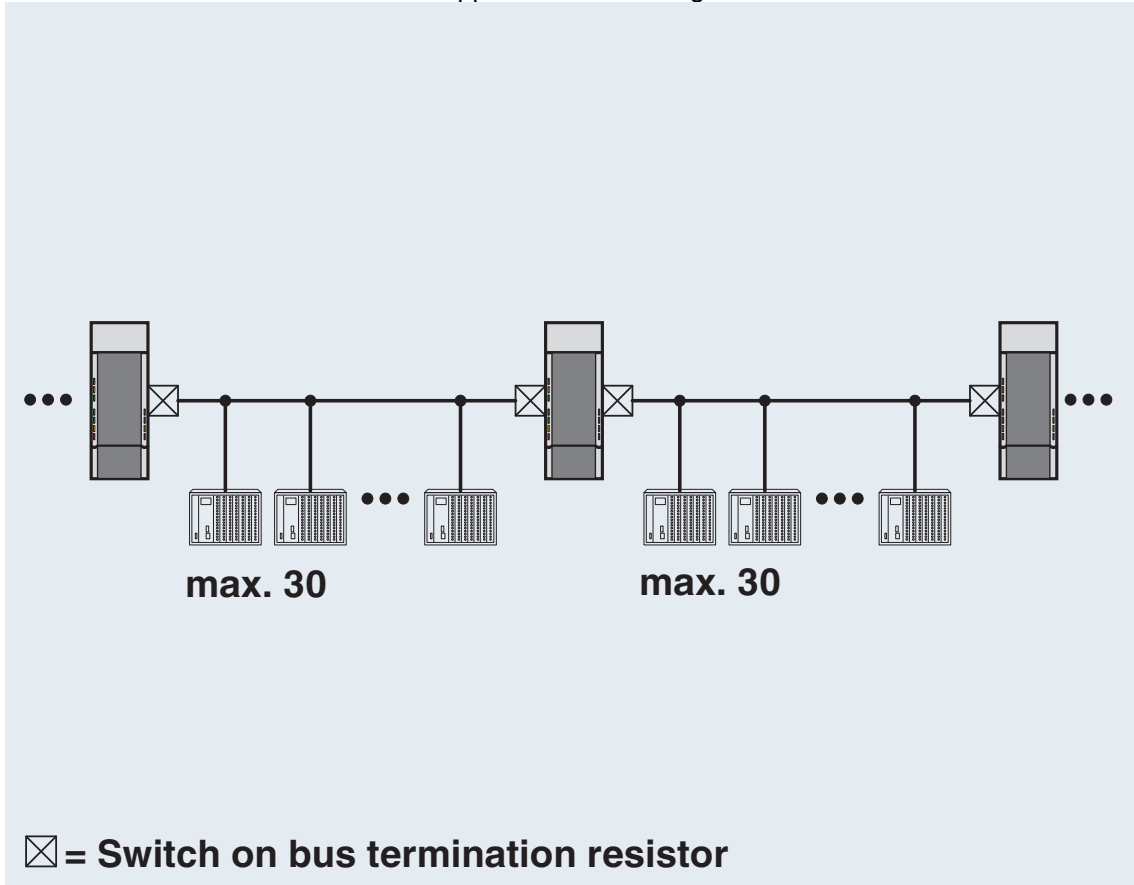 max. 30
max. 30
= Switch on bus termination resistor